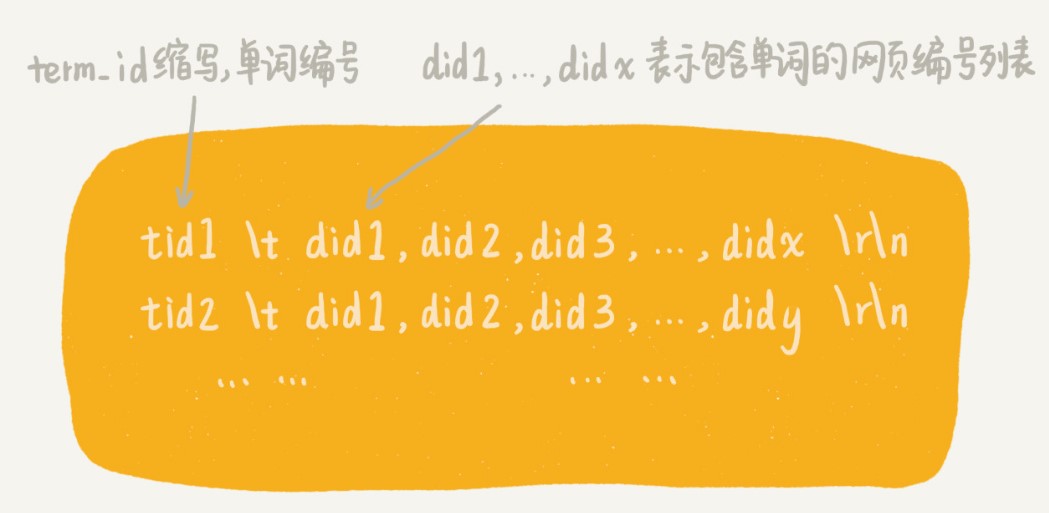 term_id缩写,单词编号 did1,...,didx 表示包含单词的网页编号列表
tid1 \t did1,did2,did3,...,didx \r\n
tid2 \t did1,did2,did3,...,didy \r\n
... ... ... ...